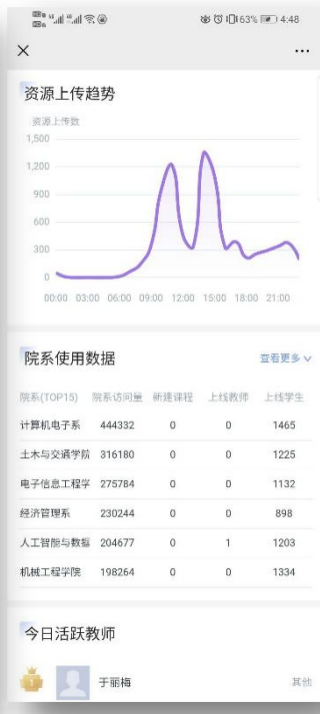 63% 4:48
资源上传趋势
资源上传数
1,500
1,200
900
600
300
0
00:00 03:00 06:00 09:00 12:00 15:00 18:00 21:00
院系使用数据 查看更多
院系(TOP15) 院系访问量 新建课程 上线教师 上线学生
计算机电子系 444332 0 0 1465
土木与交通学院 316180 0 0 1225
电子信息工程学 275784 0 0 1132
经济管理系 230244 0 0 898
人工智能与数据 204677 0 1 1203
机械工程学院 198264 0 0 1334
今日活跃教师
1
于丽梅 其他